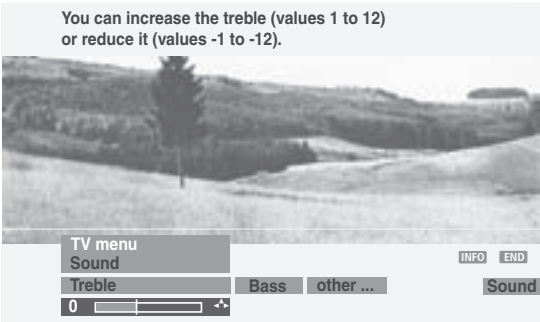 You can increase the treble (values 1 to 12)
or reduce it (values -1 to -12).
TV menu
Sound
INFO END
Treble Bass other ... Sound
0